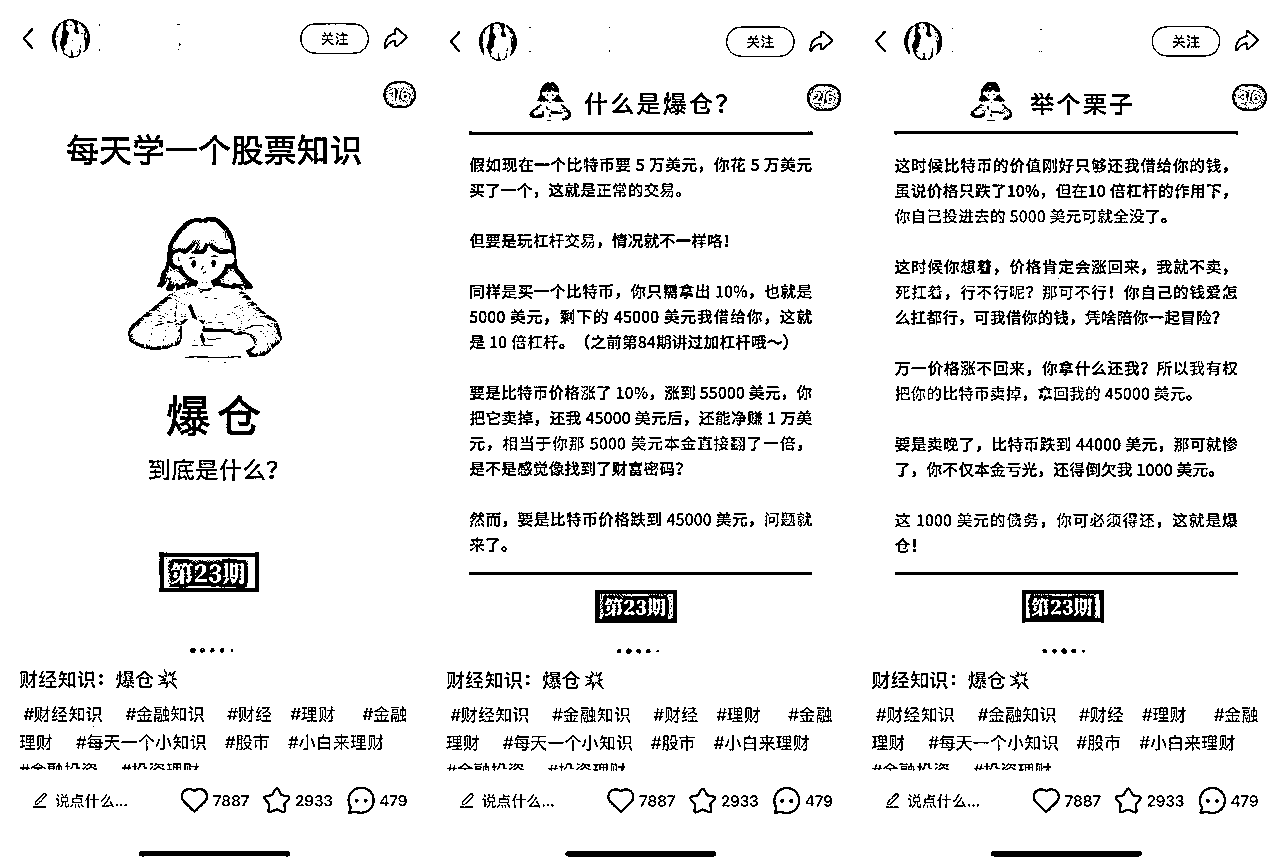 关注
1/6
每天学一个股票知识
爆仓
到底是什么？
第23期
财经知识：爆仓
#财经知识 #金融知识 #财经 #理财 #金融
理财 #每天一个小知识 #股市 #小白来理财
#金融投资 #投资理财
说点什么... 7887 2933 479
关注
2/6
什么是爆仓？
假如现在一个比特币要 5 万美元，你花 5 万美元
买了一个，这就是正常的交易。
但要是玩杠杆交易，情况就不一样咯！
同样是买一个比特币，你只需拿出 10%，也就是
5000 美元，剩下的 45000 美元我借给你，这就
是 10 倍杠杆。（之前第84期讲过加杠杆哦～）
要是比特币价格涨了 10%，涨到 55000 美元，你
把它卖掉，还我 45000 美元后，还能净赚 1 万美
元，相当于你那 5000 美元本金直接翻了一倍，
是不是感觉像找到了财富密码？
然而，要是比特币价格跌到 45000 美元，问题就
来了。
第23期
财经知识：爆仓
#财经知识 #金融知识 #财经 #理财 #金融
理财 #每天一个小知识 #股市 #小白来理财
#金融投资 #投资理财
说点什么... 7887 2933 479
关注
3/6
举个栗子
这时候比特币的价值刚好只够还我借给你的钱，
虽说价格只跌了10%，但在10 倍杠杆的作用下，
你自己投进去的 5000 美元可就全没了。
这时候你想着，价格肯定会涨回来，我就不卖，
死扛着，行不行呢？那可不行！你自己的钱爱怎
么扛都行，可我借你的钱，凭啥陪你一起冒险？
万一价格涨不回来，你拿什么还我？所以我有权
把你的比特币卖掉，拿回我的 45000 美元。
要是卖晚了，比特币跌到 44000 美元，那可就惨
了，你不仅本金亏光，还得倒欠我 1000 美元。
这 1000 美元的债务，你可必须得还，这就是爆
仓！
第23期
财经知识：爆仓
#财经知识 #金融知识 #财经 #理财 #金融
理财 #每天一个小知识 #股市 #小白来理财
#金融投资 #投资理财
说点什么... 7887 2933 479